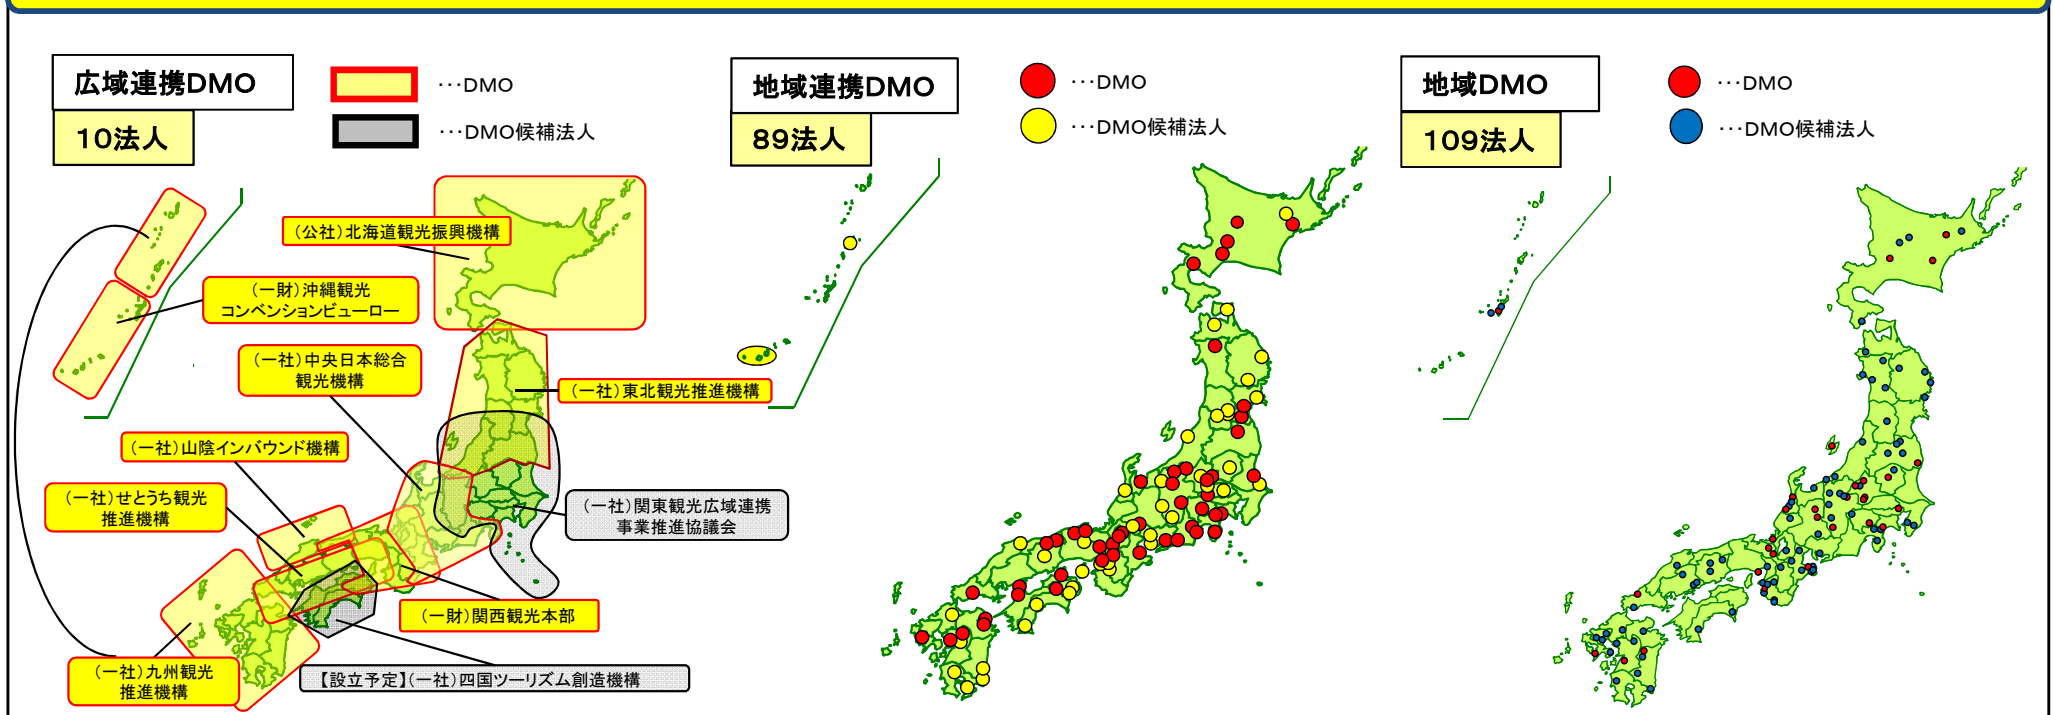 広域連携DMO
10法人
…DMO
…DMO候補法人
(公社)北海道観光振興機構
(一財)沖縄観光
コンベンションビューロー
(一社)中央日本総合
観光機構
(一社)東北観光推進機構
(一社)山陰インバウンド機構
(一社)せとうち観光
推進機構
(一社)関東観光広域連携
事業推進協議会
(一財)関西観光本部
(一社)九州観光
推進機構
【設立予定】(一社)四国ツーリズム創造機構
地域連携DMO
89法人
…DMO
…DMO候補法人
地域DMO
109法人
…DMO
…DMO候補法人